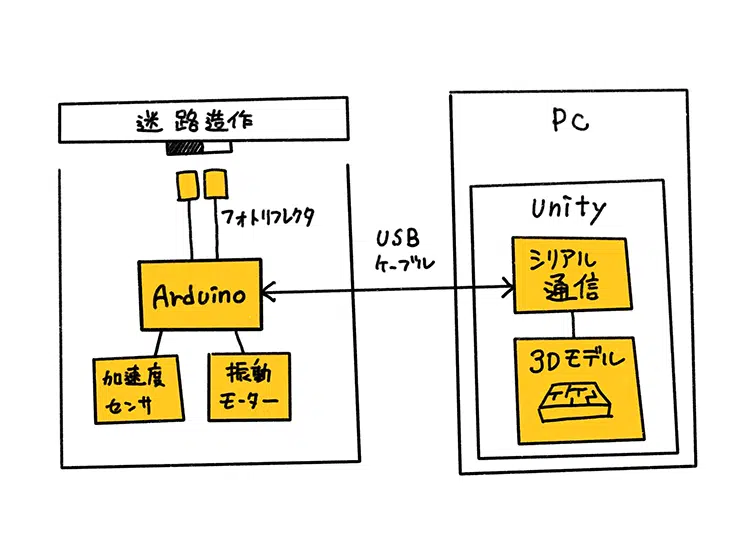 迷路造作
フォトリフレクタ
Arduino
加速度
センサ
振動
モーター
USB
ケーブル
PC
Unity
シリアル
通信
3Dモデル